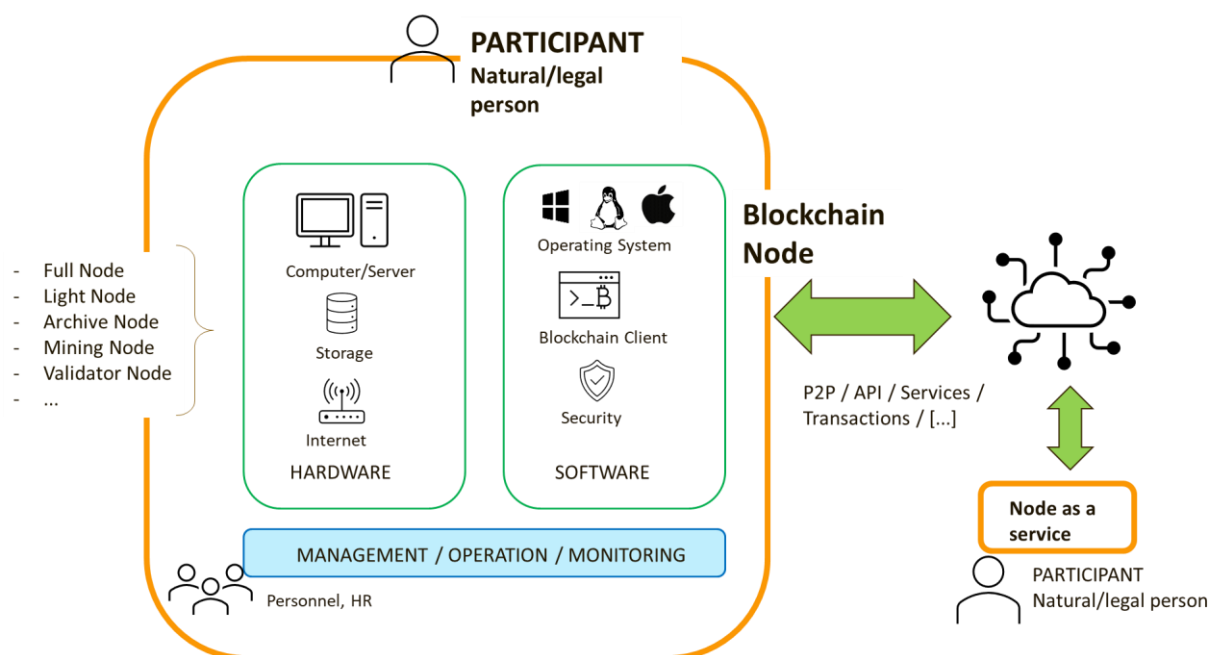 PARTICIPANT
Natural/legal
person
- Full Node
- Light Node
- Archive Node
- Mining Node
- Validator Node
- ...
Computer/Server
Storage
Internet
HARDWARE
Operating System
>_B
Blockchain Client
Security
SOFTWARE
MANAGEMENT / OPERATION / MONITORING
Personnel, HR
Blockchain
Node
P2P / API / Services /
Transactions / [...]
Node as a
service
PARTICIPANT
Natural/legal person